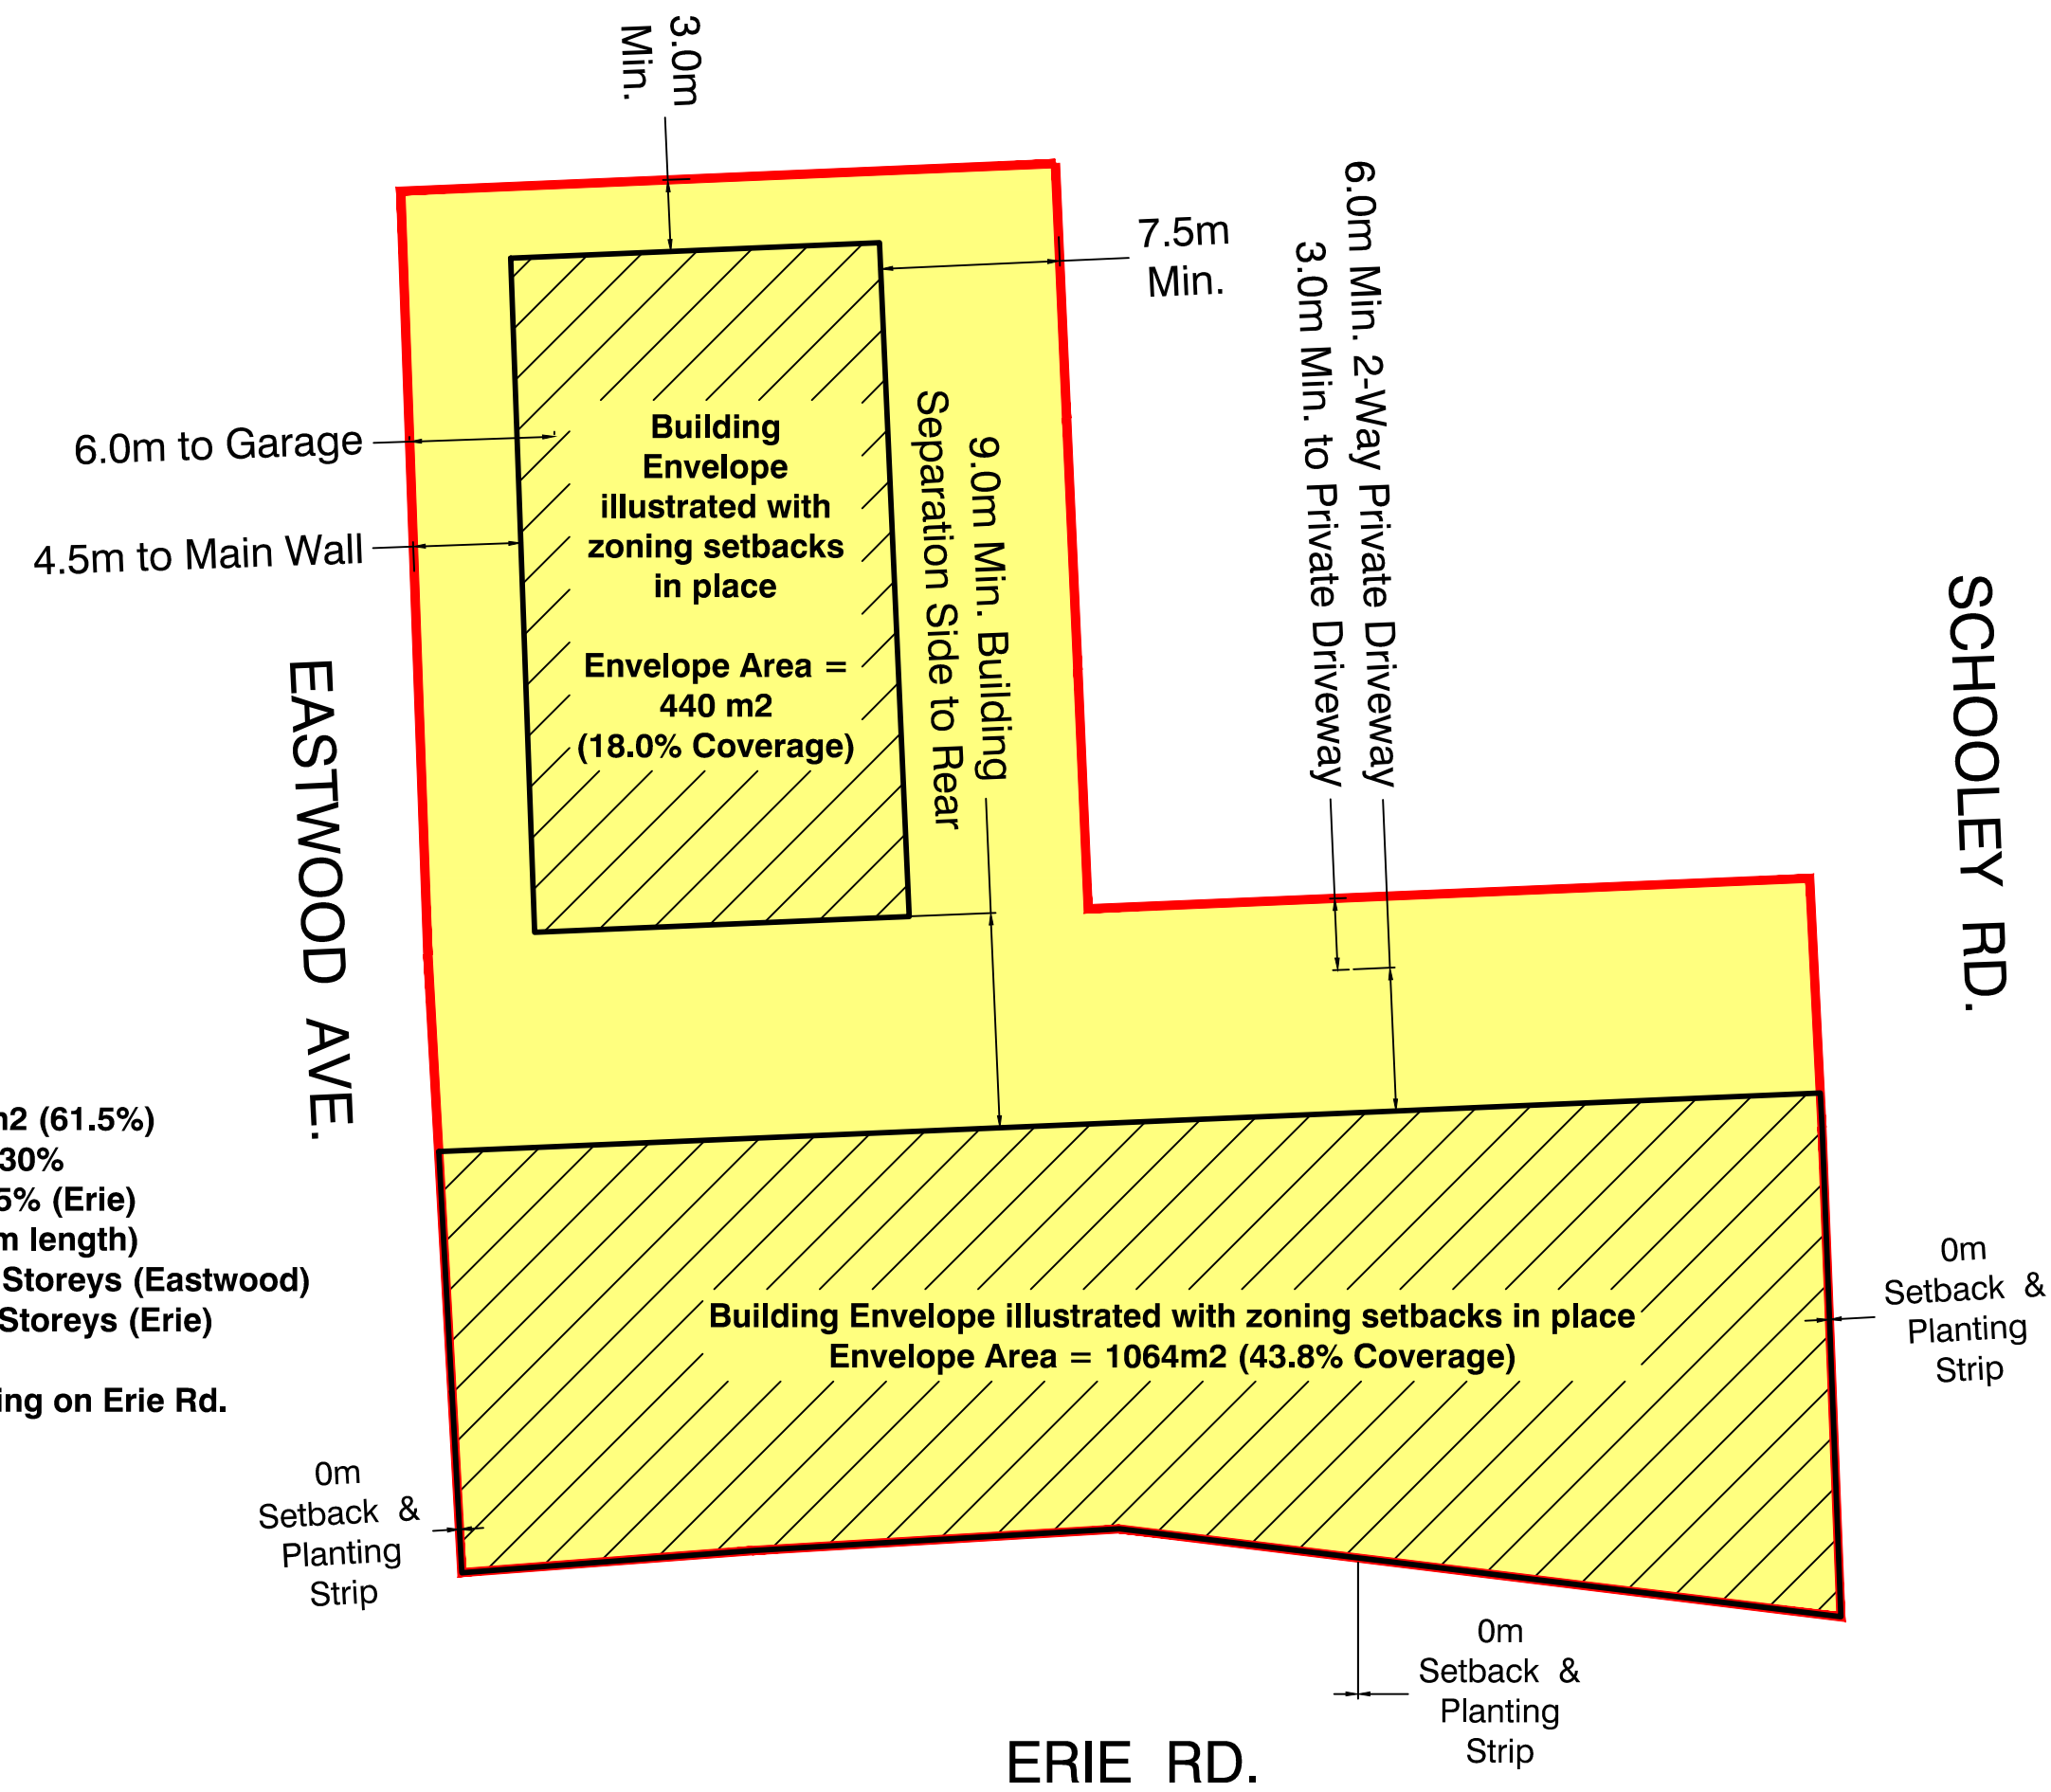 3.0m
Min.
7.5m
Min.
6.0m Min. 2-Way Private Driveway
3.0m Min. to Private Driveway
6.0m to Garage
4.5m to Main Wall
Building
Envelope
illustrated with
zoning setbacks
in place
Envelope Area =
440 m2
(18.0% Coverage)
9.0m Min. Building
Separation Side to Rear
SCHOOLEY RD.
EASTWOOD AVE.
m2 (61.5%)
30%
5% (Erie)
m length)
Storeys (Eastwood)
Storeys (Erie)
ing on Erie Rd.
Building Envelope illustrated with zoning setbacks in place
Envelope Area = 1064m2 (43.8% Coverage)
0m
Setback &
Planting
Strip
0m
Setback &
Planting
Strip
0m
Setback &
Planting
Strip
ERIE RD.